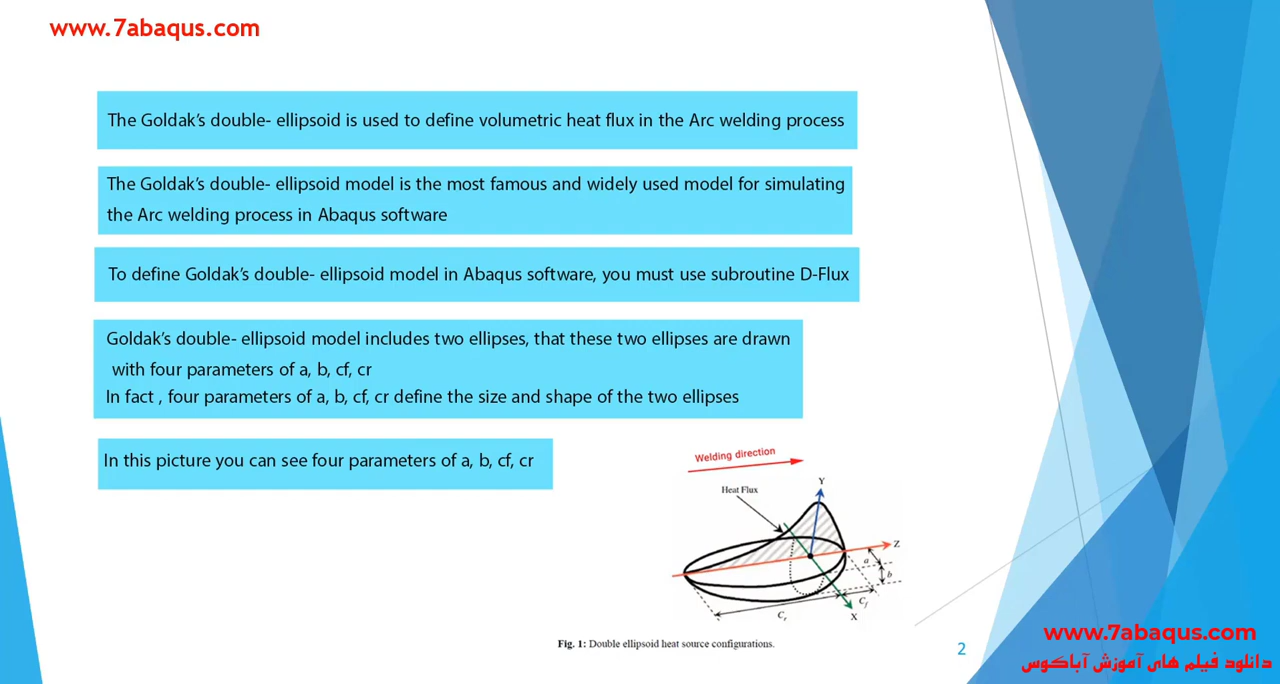 www.7abaqus.com
The Goldak's double- ellipsoid is used to define volumetric heat flux in the Arc welding process
The Goldak's double- ellipsoid model is the most famous and widely used model for simulating
the Arc welding process in Abaqus software
To define Goldak's double- ellipsoid model in Abaqus software, you must use subroutine D-Flux
Goldak's double- ellipsoid model includes two ellipses, that these two ellipses are drawn
with four parameters of a, b, cf, cr
In fact , four parameters of a, b, cf, cr define the size and shape of the two ellipses
In this picture you can see four parameters of a, b, cf, cr
Welding direction
Heat Flux
Y
Z
a
b
Cf
Cr
X
Fig. 1: Double ellipsoid heat source configurations.
2
www.7abaqus.com
دانلود فیلم های آموزش آباکوس